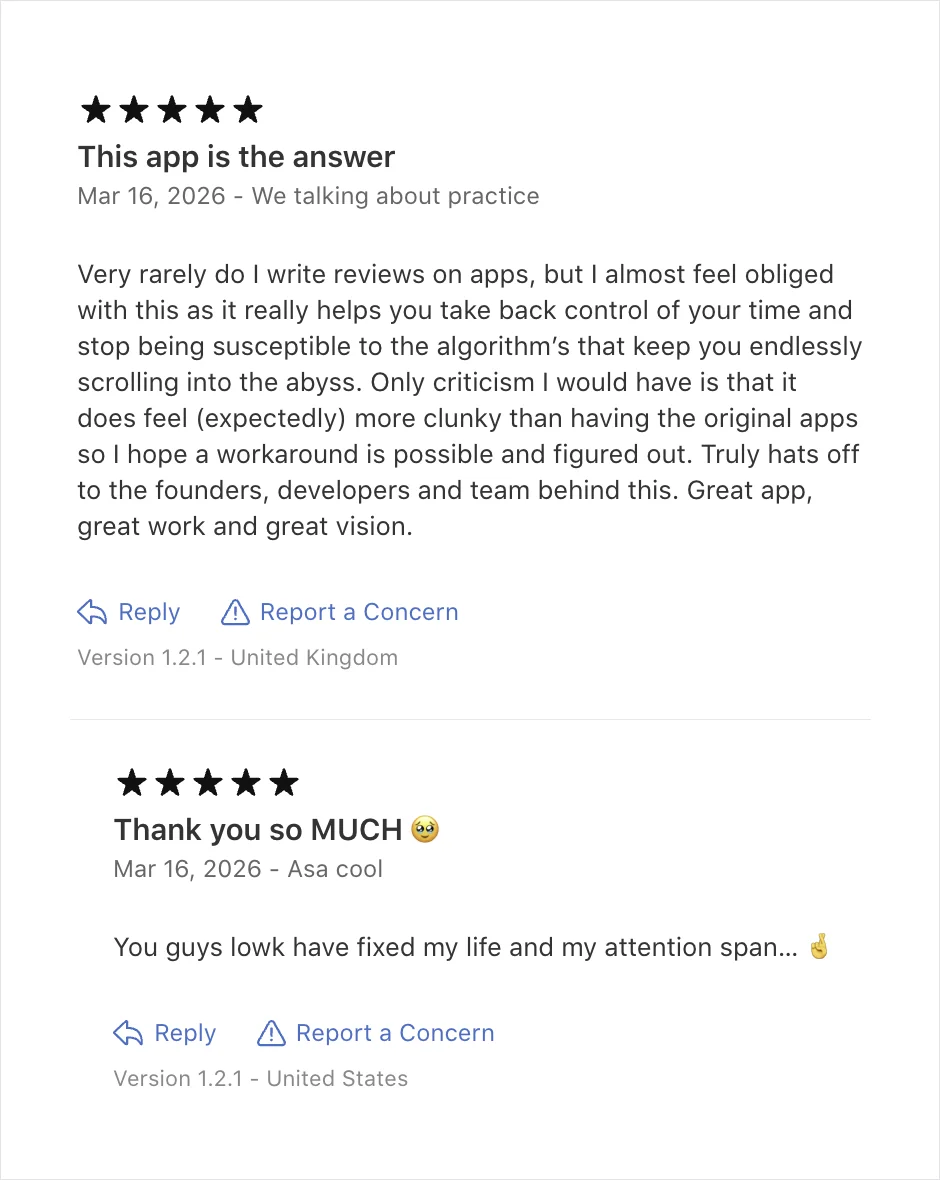 ★★★★★
This app is the answer
Mar 16, 2026 - We talking about practice
Very rarely do I write reviews on apps, but I almost feel obliged
with this as it really helps you take back control of your time and
stop being susceptible to the algorithm’s that keep you endlessly
scrolling into the abyss. Only criticism I would have is that it
does feel (expectedly) more clunky than having the original apps
so I hope a workaround is possible and figured out. Truly hats off
to the founders, developers and team behind this. Great app,
great work and great vision.
Reply Report a Concern
Version 1.2.1 - United Kingdom
★★★★★
Thank you so MUCH 🥹
Mar 16, 2026 - Asa cool
You guys lowk have fixed my life and my attention span... 🤞
Reply Report a Concern
Version 1.2.1 - United States